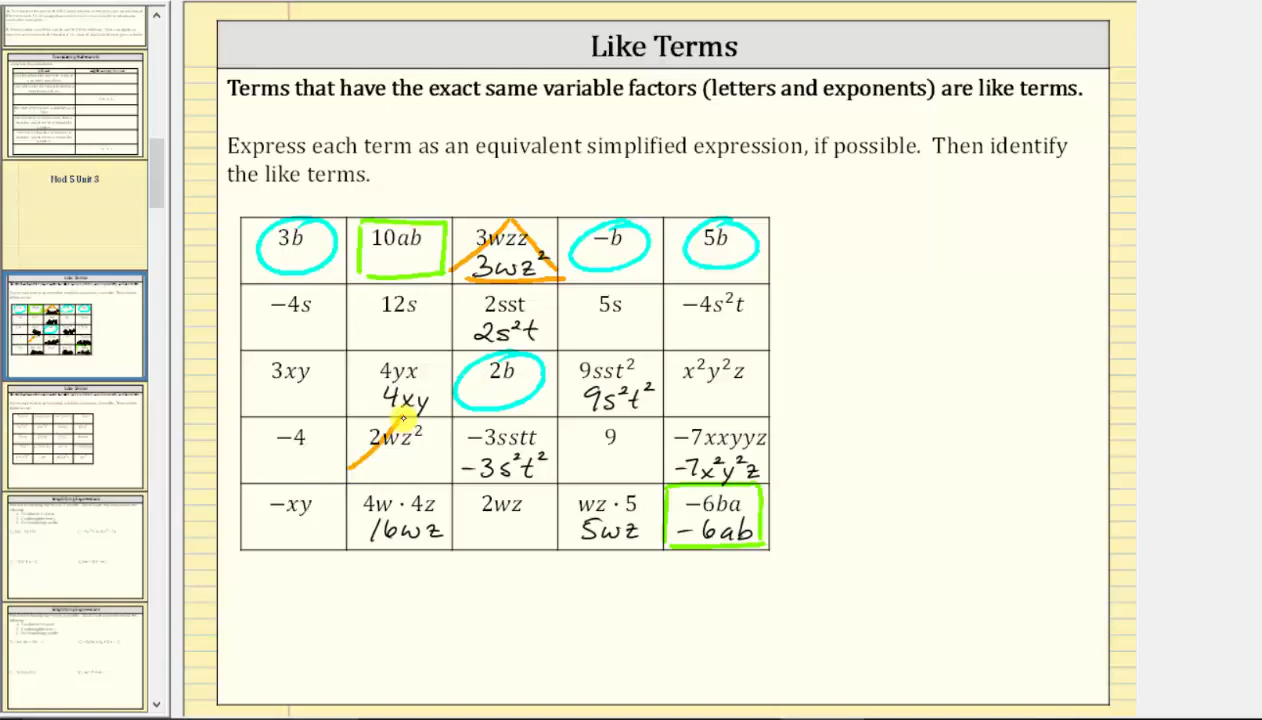 Mod 5 Unit 3
Like Terms
Terms that have the exact same variable factors (letters and exponents) are like terms.
Express each term as an equivalent simplified expression, if possible. Then identify
the like terms.
3b 10ab 3wzz −b 5b
3wz²
−4s 12s 2sst 5s −4s²t
2s²t
3xy 4yx 2b 9sst² x²y²z
4xy 9s²t²
−4 2wz² −3sstt 9 −7xxyyz
−3s²t² −7x²y²z
−xy 4w · 4z 2wz wz · 5 −6ba
16wz 5wz −6ab